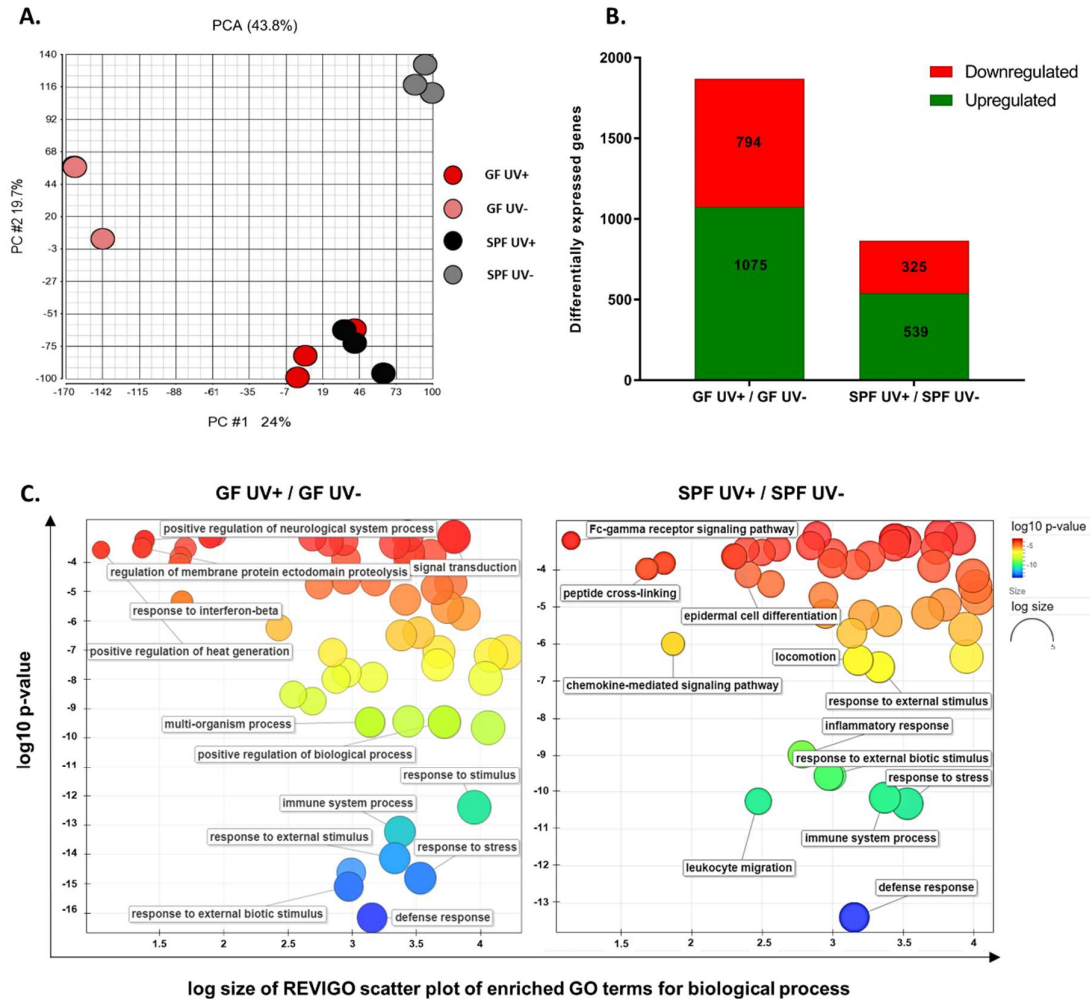 A.
PCA (43.8%)
140
116
92
68
44
20
-3
-27
-51
-75
-100
PC #2 19.7%
-170 -142 -115 -88 -61 -34 -7 19 46 73 100
PC #1 24%
GF UV+
GF UV-
SPF UV+
SPF UV-
B.
Differentially expressed genes
2000
1500
1000
500
0
Downregulated
Upregulated
794
1075
325
539
GF UV+ / GF UV-
SPF UV+ / SPF UV-
C.
GF UV+ / GF UV-
log10 p-value
-4
-5
-6
-7
-8
-9
-10
-11
-12
-13
-14
-15
-16
positive regulation of neurological system process
signal transduction
regulation of membrane protein ectodomain proteolysis
response to interferon-beta
positive regulation of heat generation
multi-organism process
positive regulation of biological process
response to stimulus
immune system process
response to external stimulus
response to stress
response to external biotic stimulus
defense response
1.5 2 2.5 3 3.5 4
SPF UV+ / SPF UV-
-4
-5
-6
-7
-8
-9
-10
-11
-12
-13
Fc-gamma receptor signaling pathway
peptide cross-linking
epidermal cell differentiation
locomotion
chemokine-mediated signaling pathway
response to external stimulus
inflammatory response
response to external biotic stimulus
response to stress
immune system process
leukocyte migration
defense response
1.5 2 2.5 3 3.5 4
log10 p-value
-5
-10
Size
log size
5
log size of REVIGO scatter plot of enriched GO terms for biological process